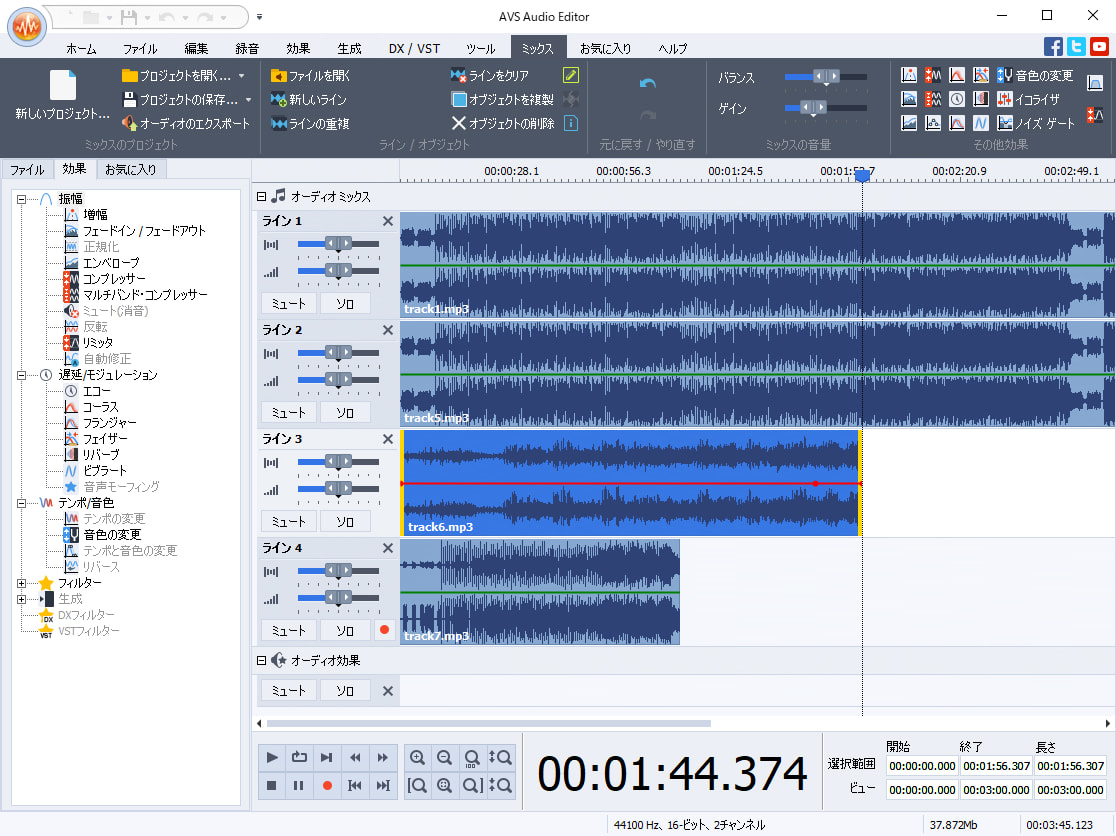 AVS Audio Editor
ホーム ファイル 編集 録音 効果 生成 DX / VST ツール ミックス お気に入り ヘルプ
新しいプロジェクト...
プロジェクトを開く...
プロジェクトの保存...
オーディオのエクスポート
ミックスのプロジェクト
ファイルを開く
新しいライン
ラインの重複
ラインをクリア
オブジェクトを複製
オブジェクトの削除
ライン / オブジェクト
元に戻す / やり直す
バランス
ゲイン
ミックスの音量
音色の変更
イコライザ
ノイズ ゲート
その他効果
ファイル 効果 お気に入り
振幅
増幅
フェードイン / フェードアウト
正規化
エンベロープ
コンプレッサー
マルチバンド・コンプレッサー
ミュート(消音)
反転
リミッタ
自動修正
遅延/モジュレーション
エコー
コーラス
フランジャー
フェイザー
リバーブ
ビブラート
音声モーフィング
テンポ/音色
テンポの変更
音色の変更
テンポと音色の変更
リバース
フィルター
生成
DXフィルター
VSTフィルター
00:00:28.1 00:00:56.3 00:01:24.5 00:02:20.9 00:02:49.1
オーディオミックス
ライン 1
ミュート ソロ
track1.mp3
ライン 2
ミュート ソロ
track5.mp3
ライン 3
ミュート ソロ
track6.mp3
ライン 4
ミュート ソロ
track7.mp3
オーディオ効果
ミュート ソロ
00:01:44.374
開始 終了 長さ
選択範囲 00:00:00.000 00:01:56.307 00:01:56.307
ビュー 00:00:00.000 00:03:00.000 00:03:00.000
44100 Hz, 16-ビット, 2チャンネル 37.872Mb 00:03:45.123